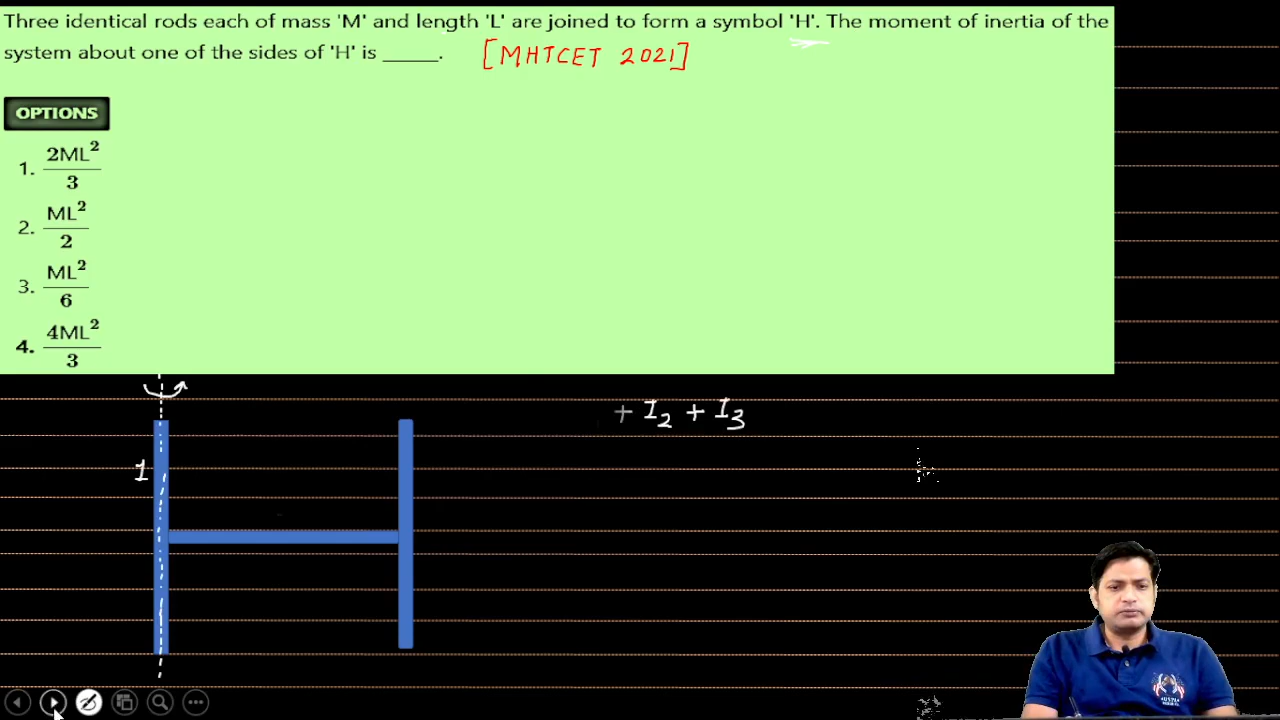 Three identical rods each of mass 'M' and length 'L' are joined to form a symbol 'H'. The moment of inertia of the
system about one of the sides of 'H' is _____. [MHTCET 2021]
OPTIONS
1. 2ML²/3
2. ML²/2
3. ML²/6
4. 4ML²/3
+ I₂ + I₃
1